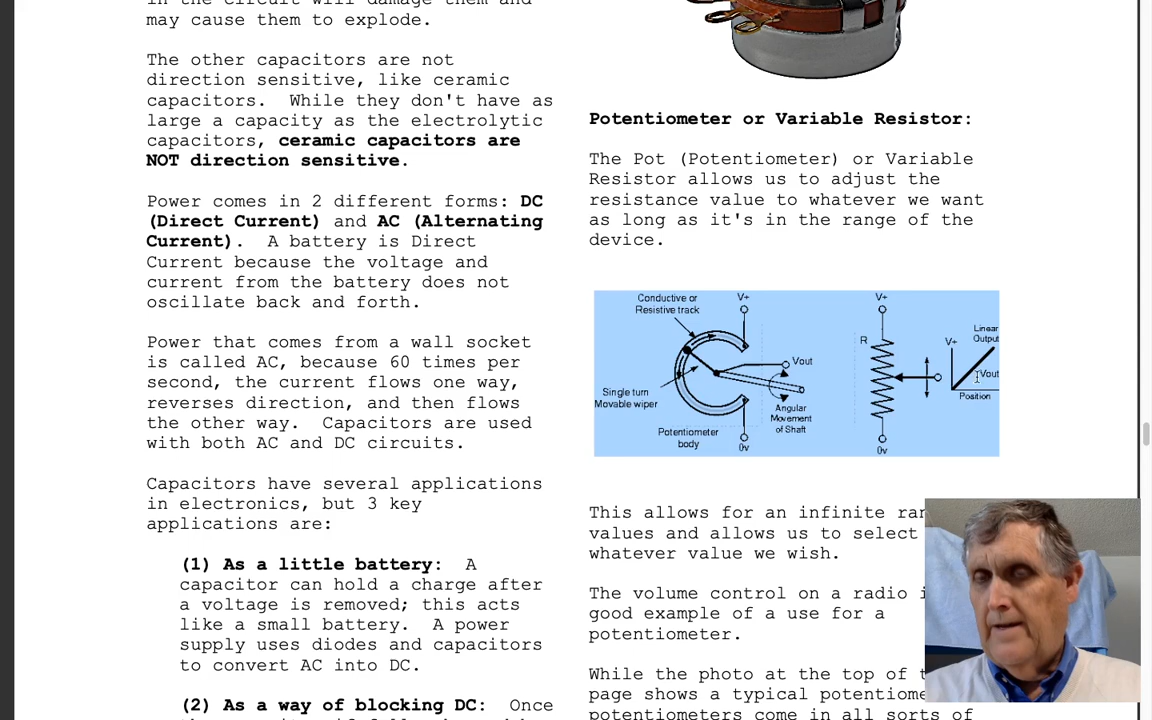 may cause them to explode.
The other capacitors are not
direction sensitive, like ceramic
capacitors.  While they don't have as
large a capacity as the electrolytic
capacitors, ceramic capacitors are
NOT direction sensitive.
Power comes in 2 different forms: DC
(Direct Current) and AC (Alternating
Current).  A battery is Direct
Current because the voltage and
current from the battery does not
oscillate back and forth.
Power that comes from a wall socket
is called AC, because 60 times per
second, the current flows one way,
reverses direction, and then flows
the other way.  Capacitors are used
with both AC and DC circuits.
Capacitors have several applications
in electronics, but 3 key
applications are:
(1) As a little battery:  A
capacitor can hold a charge after
a voltage is removed; this acts
like a small battery.  A power
supply uses diodes and capacitors
to convert AC into DC.
(2) As a way of blocking DC:  Once
Potentiometer or Variable Resistor:
The Pot (Potentiometer) or Variable
Resistor allows us to adjust the
resistance value to whatever we want
as long as it's in the range of the
device.
Conductive or
Resistive track
V+
Vout
Single turn
Movable wiper
Angular
Movement
of Shaft
Potentiometer
body
0v
V+
R
0v
Linear
Output
V+
Vout
Position
This allows for an infinite
values and allows us to select
whatever value we wish.
The volume control on a radio
good example of a use for a
potentiometer.
While the photo at the top of
page shows a typical
potentiometers come in all sorts of